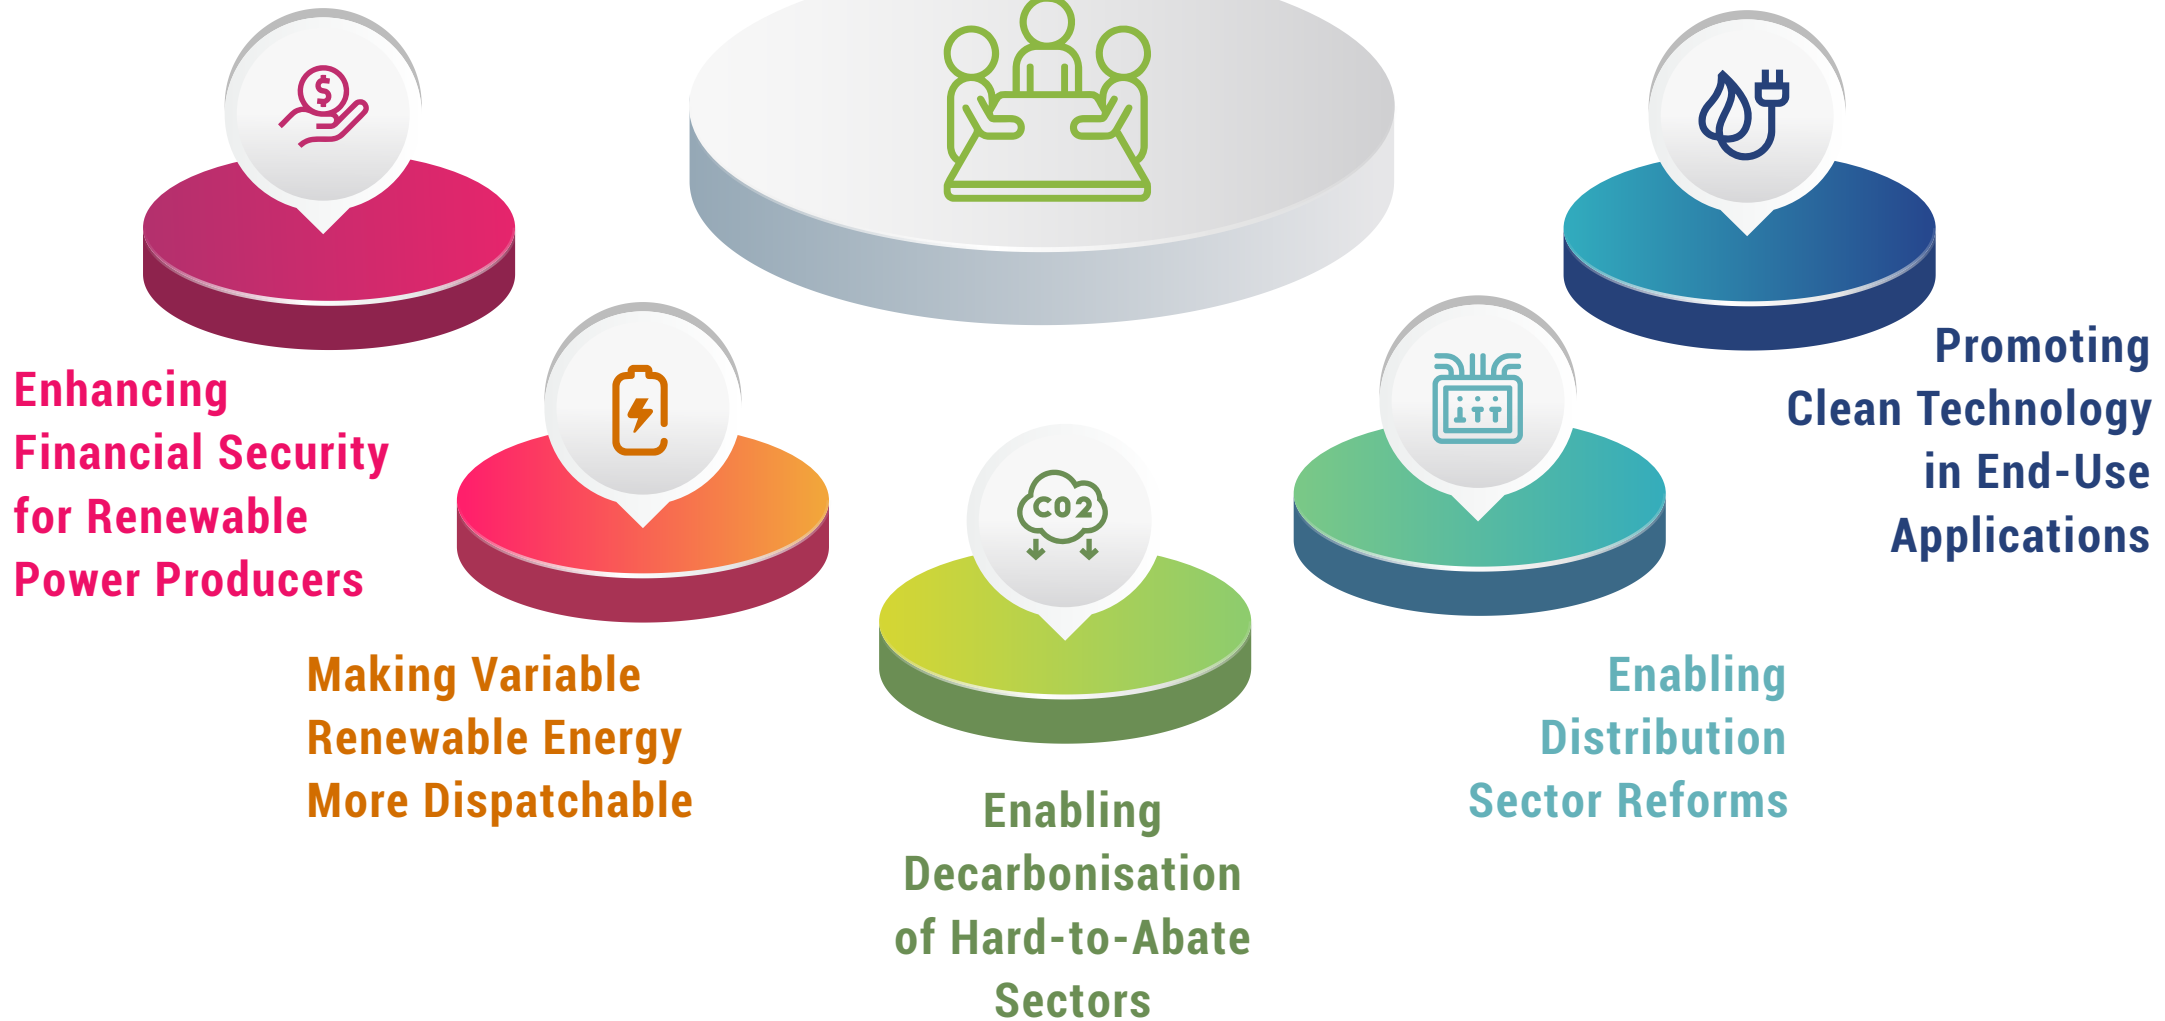 Enhancing
Financial Security
for Renewable
Power Producers
Making Variable
Renewable Energy
More Dispatchable
CO2
Enabling
Decarbonisation
of Hard-to-Abate
Sectors
Enabling
Distribution
Sector Reforms
Promoting
Clean Technology
in End-Use
Applications